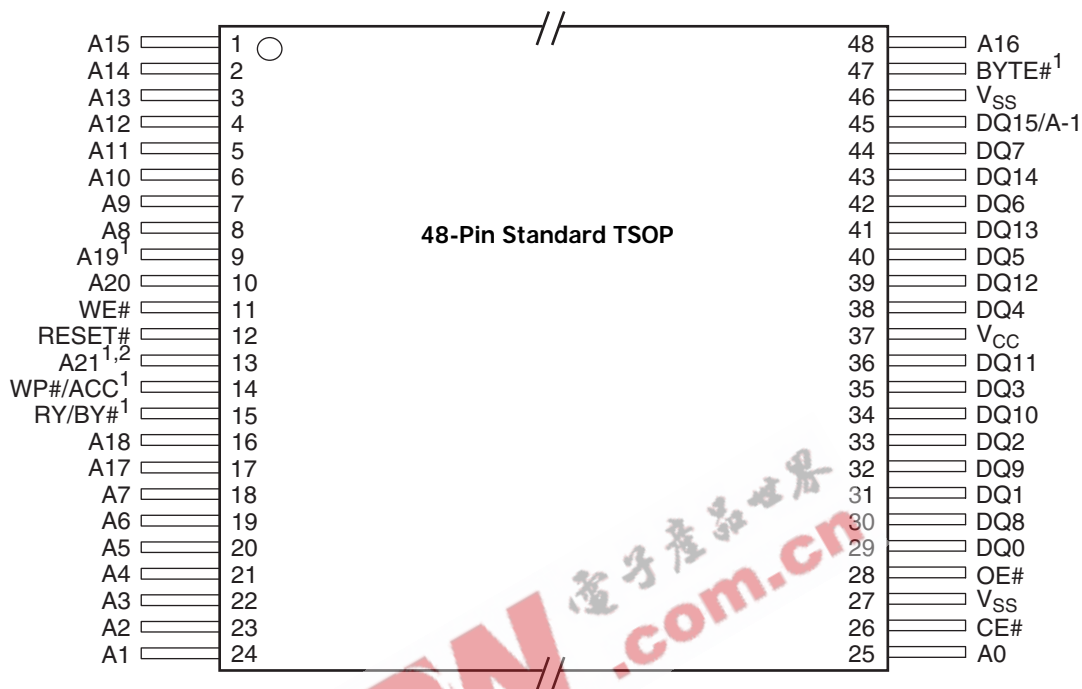 A15 1 48 A16
A14 2 47 BYTE#1
A13 3 46 VSS
A12 4 45 DQ15/A-1
A11 5 44 DQ7
A10 6 43 DQ14
A9 7 42 DQ6
A8 8 41 DQ13
48-Pin Standard TSOP
A191 9 40 DQ5
A20 10 39 DQ12
WE# 11 38 DQ4
RESET# 12 37 VCC
A211,2 13 36 DQ11
WP#/ACC1 14 35 DQ3
RY/BY#1 15 34 DQ10
A18 16 33 DQ2
A17 17 32 DQ9
A7 18 31 DQ1
A6 19 30 DQ8
A5 20 29 DQ0
A4 21 28 OE#
A3 22 27 VSS
A2 23 26 CE#
A1 24 25 A0
電子產品世界
.com.cn